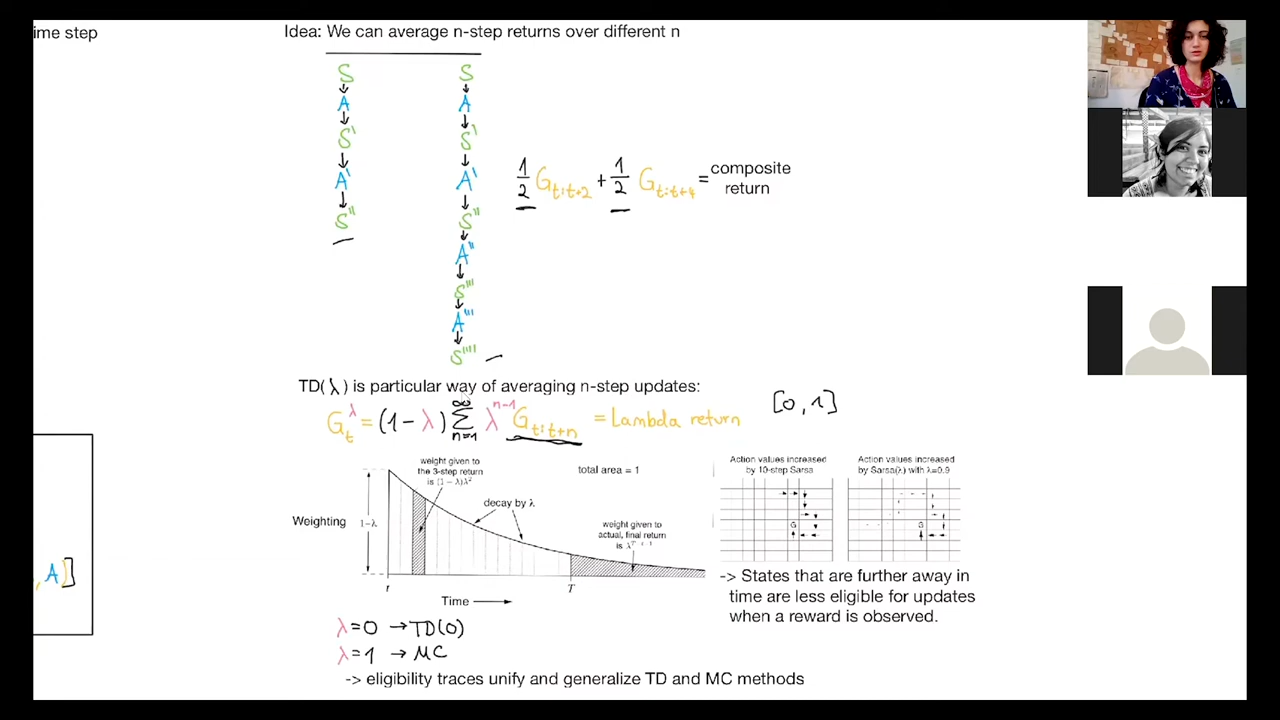 ime step
Idea: We can average n-step returns over different n
S S
A A
S' S'
A' A'
S'' S''
A''
S'''
A'''
S''''
1/2 G_{t:t+2} + 1/2 G_{t:t+4} = composite return
TD(λ) is particular way of averaging n-step updates:
G_t^λ = (1-λ) ∑_{n=1}^∞ λ^{n-1} G_{t:t+n} = Lambda return [0,1]
weight given to
the 3-step return
is (1 − λ)λ²
total area = 1
decay by λ
Weighting
1−λ
weight given to
actual, final return
is
t T
Time
Action values increased
by 10-step Sarsa
G
Action values increased
by Sarsa(λ) with λ=0.9
G
-> States that are further away in
time are less eligible for updates
when a reward is observed.
, A]
λ=0 → TD(0)
λ=1 → MC
-> eligibility traces unify and generalize TD and MC methods